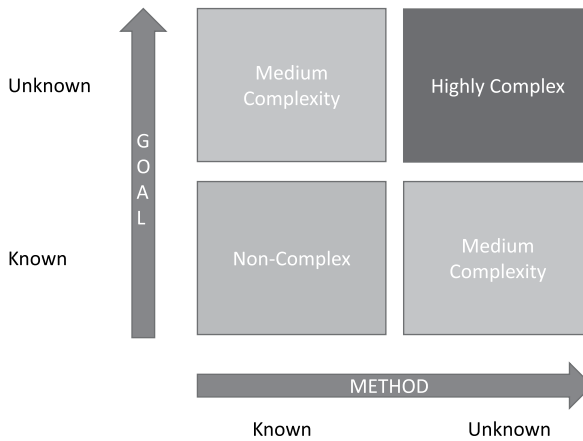 Unknown
Medium
Complexity
Highly Complex
G
O
A
L
Known
Non-Complex
Medium
Complexity
METHOD
Known
Unknown